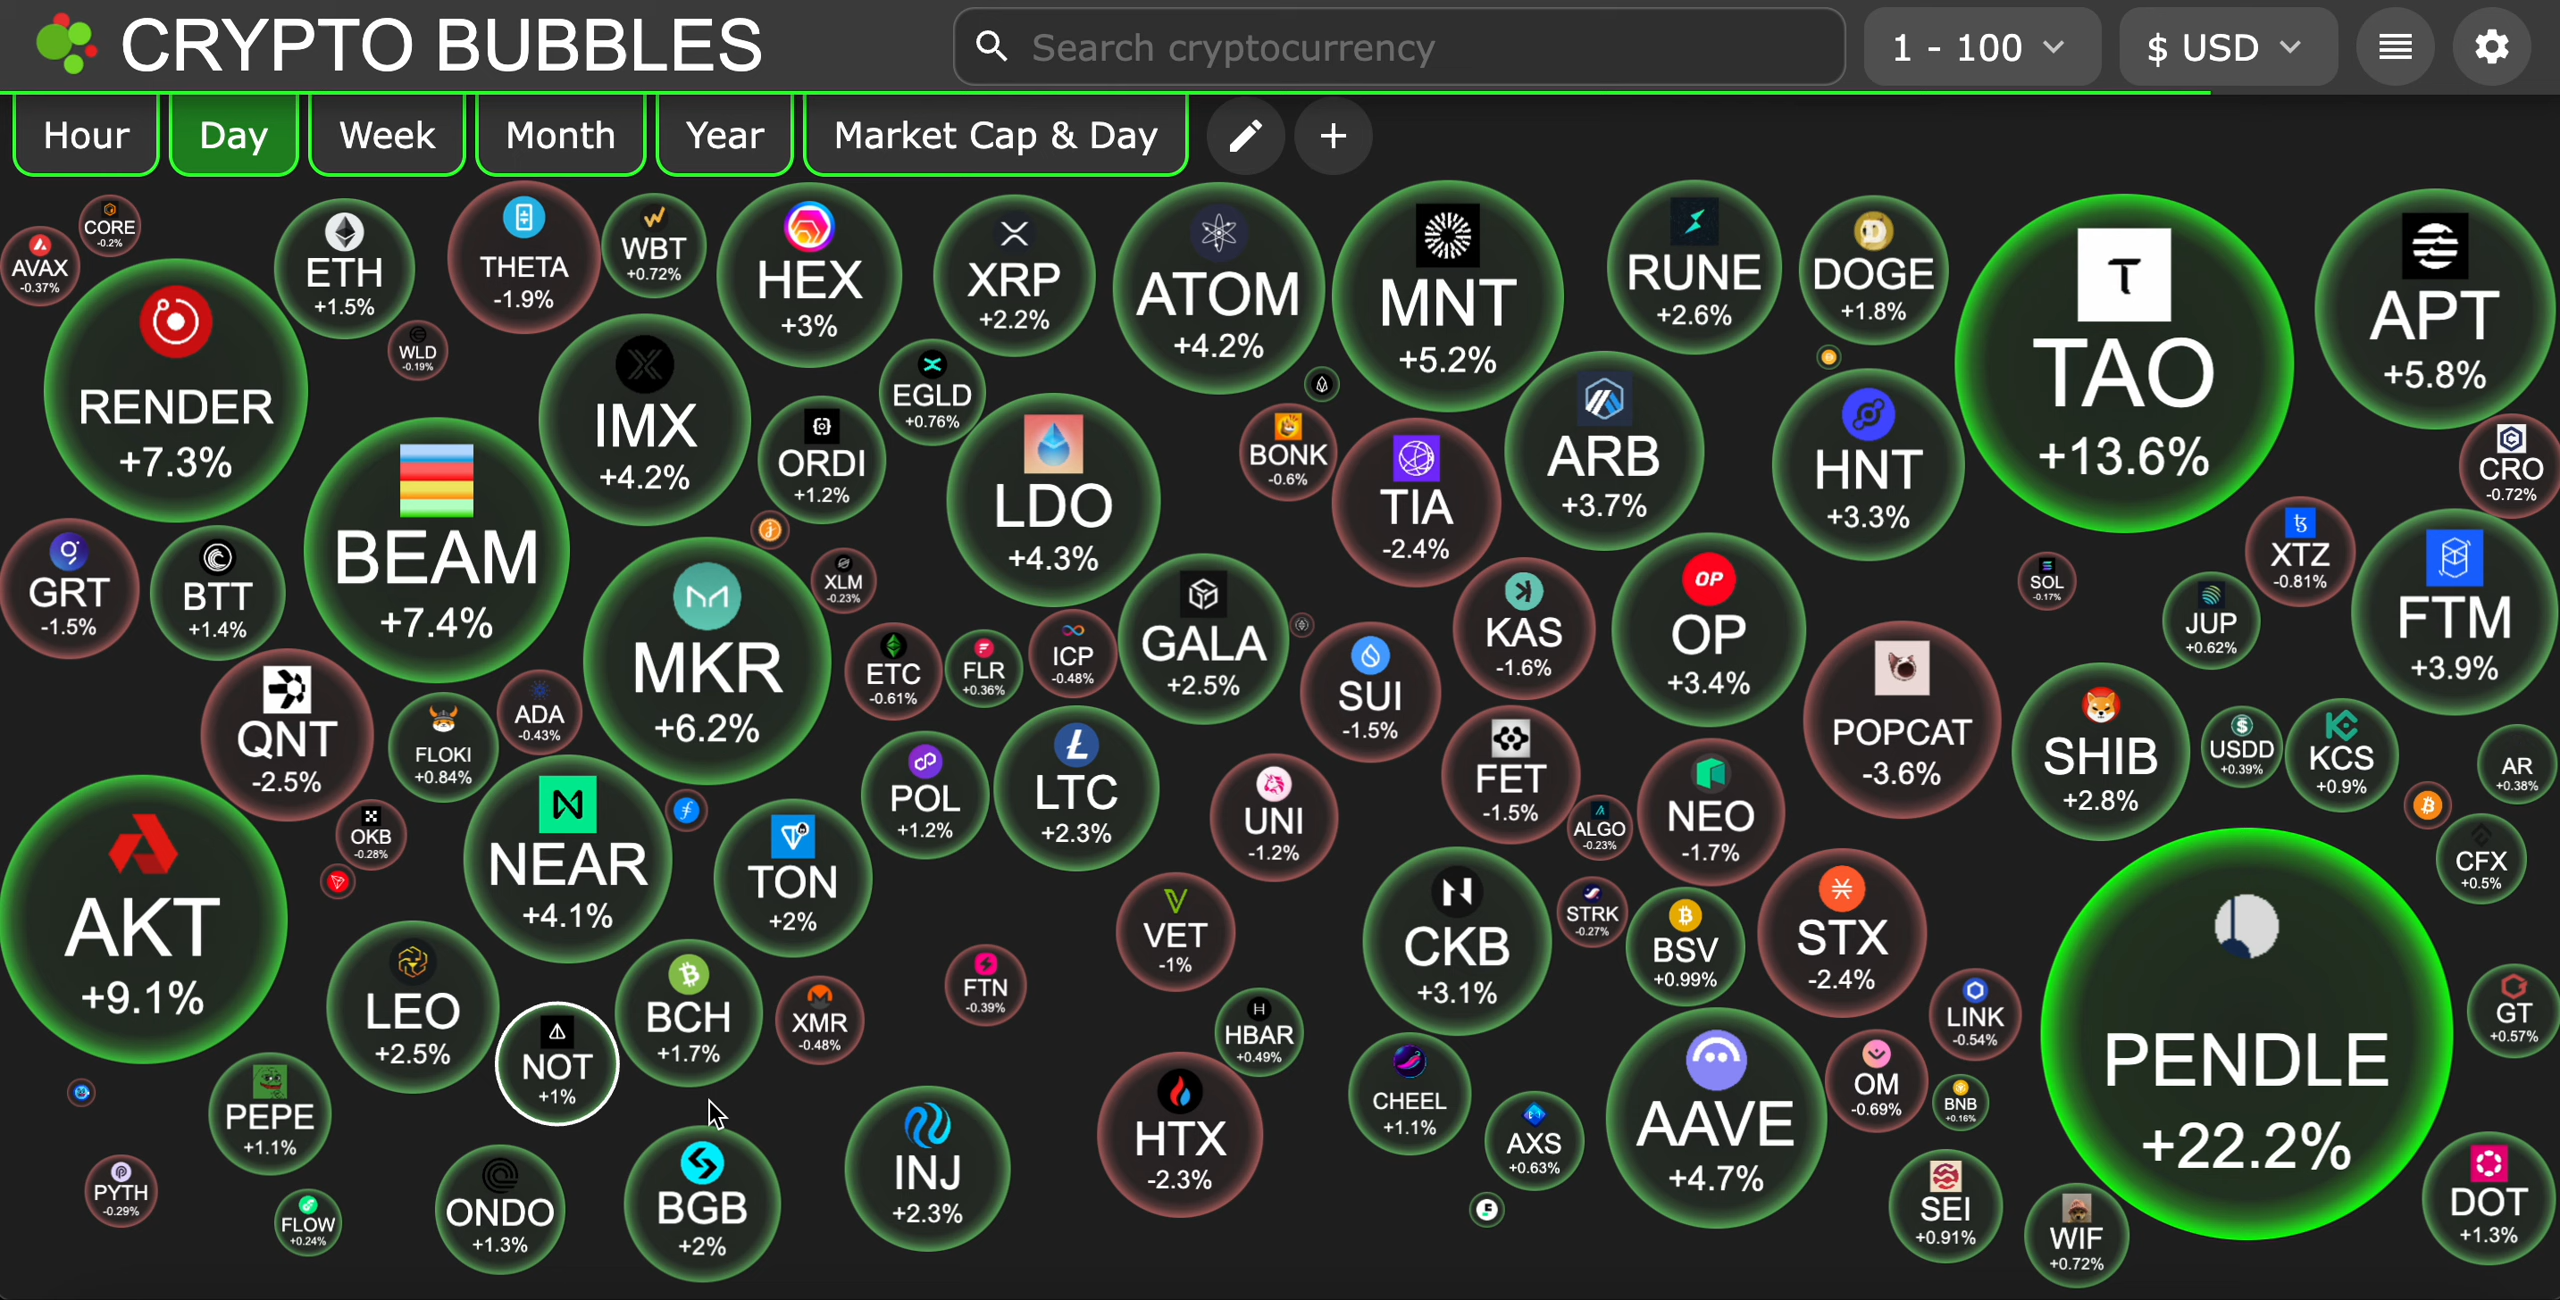 CRYPTO BUBBLES
Search cryptocurrency
1 - 100
$ USD
Hour
Day
Week
Month
Year
Market Cap & Day
CORE
-0.2%
AVAX
-0.37%
ETH
+1.5%
THETA
-1.9%
WBT
+0.72%
HEX
+3%
XRP
+2.2%
ATOM
+4.2%
MNT
+5.2%
RUNE
+2.6%
DOGE
+1.8%
TAO
+13.6%
APT
+5.8%
RENDER
+7.3%
WLD
-0.19%
IMX
+4.2%
EGLD
+0.76%
ORDI
+1.2%
BONK
-0.6%
ARB
+3.7%
HNT
+3.3%
CRO
-0.72%
BEAM
+7.4%
LDO
+4.3%
TIA
-2.4%
XTZ
-0.81%
GRT
-1.5%
BTT
+1.4%
XLM
-0.23%
SOL
-0.17%
JUP
+0.62%
FTM
+3.9%
MKR
+6.2%
ETC
-0.61%
FLR
+0.36%
ICP
-0.48%
GALA
+2.5%
SUI
-1.5%
KAS
-1.6%
OP
OP
+3.4%
POPCAT
-3.6%
SHIB
+2.8%
USDD
+0.39%
KCS
+0.9%
AR
+0.38%
QNT
-2.5%
FLOKI
+0.84%
ADA
-0.43%
POL
+1.2%
LTC
+2.3%
UNI
-1.2%
FET
-1.5%
ALGO
-0.23%
NEO
-1.7%
CFX
+0.5%
OKB
-0.28%
NEAR
+4.1%
TON
+2%
AKT
+9.1%
VET
-1%
CKB
+3.1%
STRK
-0.27%
BSV
+0.99%
STX
-2.4%
PENDLE
+22.2%
LEO
+2.5%
NOT
+1%
BCH
+1.7%
XMR
-0.48%
FTN
-0.39%
HBAR
+0.49%
LINK
-0.54%
GT
+0.57%
PEPE
+1.1%
HTX
-2.3%
CHEEL
+1.1%
AXS
+0.63%
AAVE
+4.7%
OM
-0.69%
BNB
+0.16%
PYTH
-0.29%
FLOW
+0.24%
ONDO
+1.3%
BGB
+2%
INJ
+2.3%
SEI
+0.91%
WIF
+0.72%
DOT
+1.3%